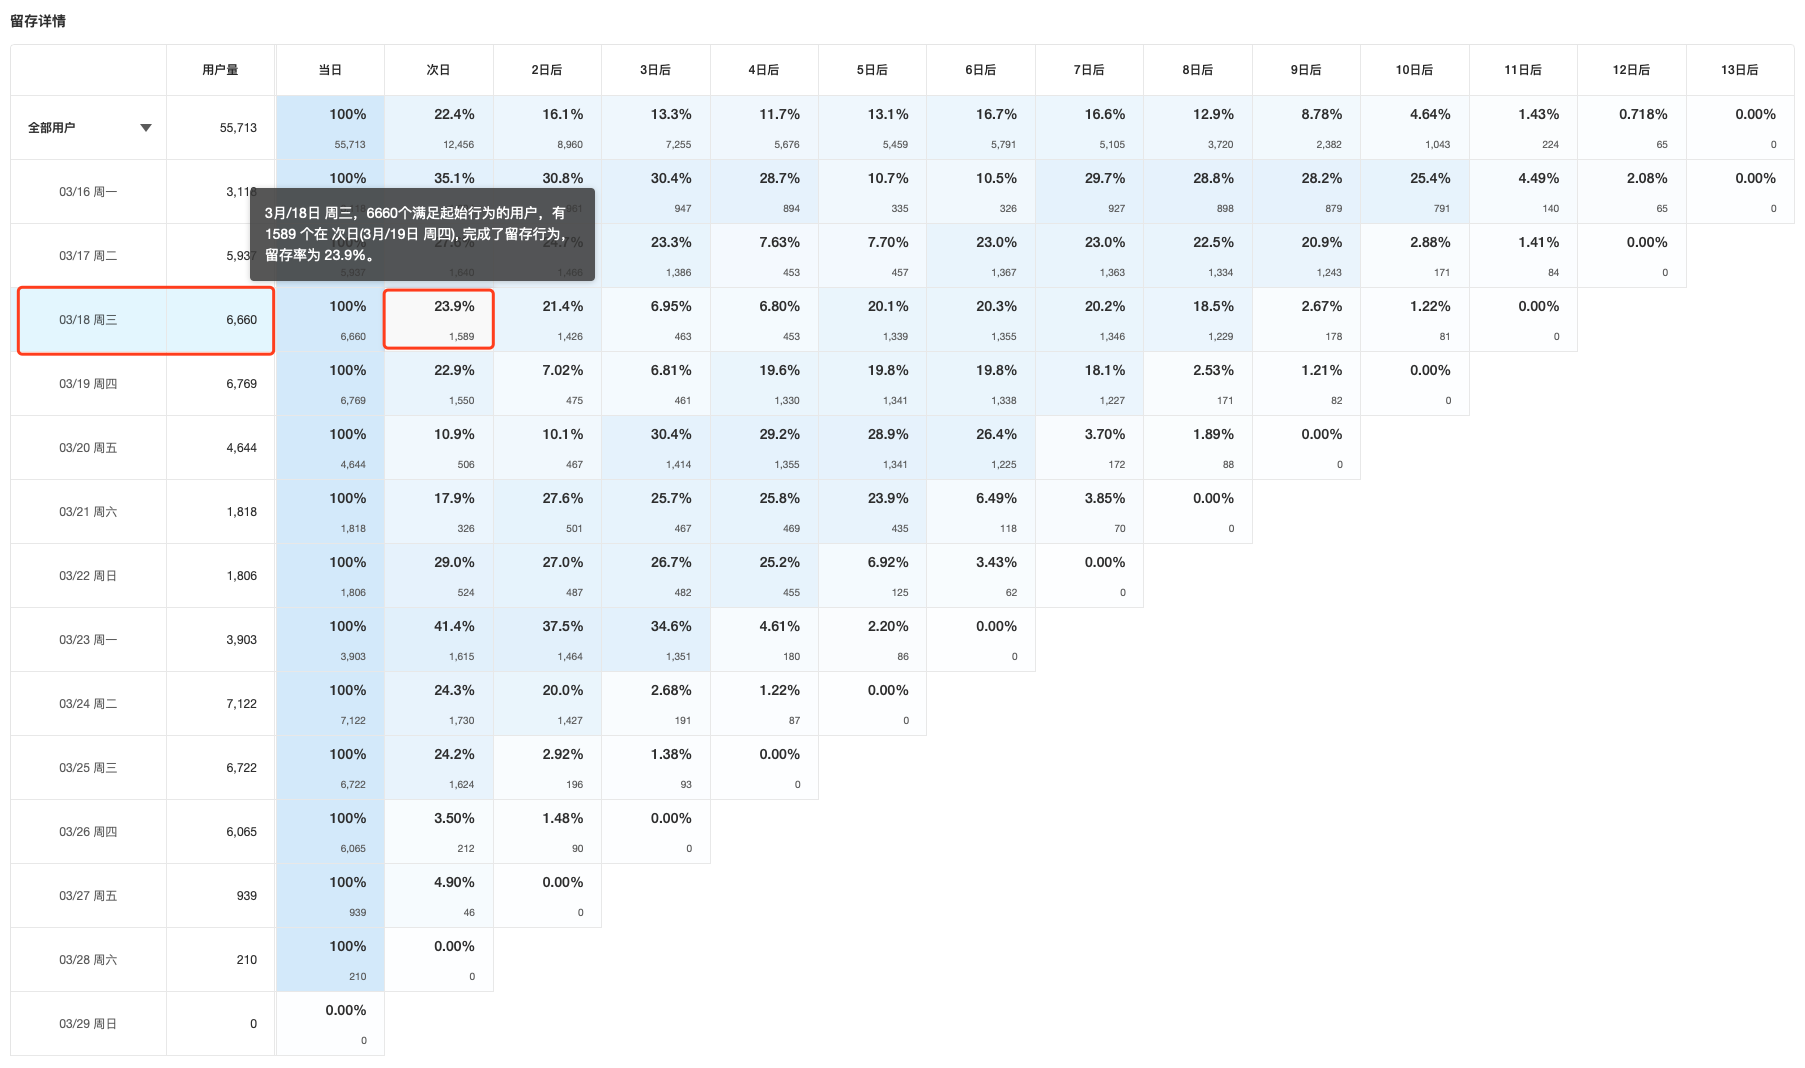 留存详情
用户量 当日 次日 2日后 3日后 4日后 5日后 6日后 7日后 8日后 9日后 10日后 11日后 12日后 13日后
全部用户 55,713 100% 22.4% 16.1% 13.3% 11.7% 13.1% 16.7% 16.6% 12.9% 8.78% 4.64% 1.43% 0.718% 0.00%
55,713 12,456 8,960 7,255 5,676 5,459 5,791 5,105 3,720 2,382 1,043 224 65 0
03/16 周一 3,118 100% 35.1% 30.8% 30.4% 28.7% 10.7% 10.5% 29.7% 28.8% 28.2% 25.4% 4.49% 2.08% 0.00%
947 894 335 326 927 898 879 791 140 65 0
3月/18日 周三，6660个满足起始行为的用户，有
1589 个在 次日(3月/19日 周四), 完成了留存行为，
留存率为 23.9%。
03/17 周二 5,937 100% 27.6% 24.7% 23.3% 7.63% 7.70% 23.0% 23.0% 22.5% 20.9% 2.88% 1.41% 0.00%
5,937 1,640 1,466 1,386 453 457 1,367 1,363 1,334 1,243 171 84 0
03/18 周三 6,660 100% 23.9% 21.4% 6.95% 6.80% 20.1% 20.3% 20.2% 18.5% 2.67% 1.22% 0.00%
6,660 1,589 1,426 463 453 1,339 1,355 1,346 1,229 178 81 0
03/19 周四 6,769 100% 22.9% 7.02% 6.81% 19.6% 19.8% 19.8% 18.1% 2.53% 1.21% 0.00%
6,769 1,550 475 461 1,330 1,341 1,338 1,227 171 82 0
03/20 周五 4,644 100% 10.9% 10.1% 30.4% 29.2% 28.9% 26.4% 3.70% 1.89% 0.00%
4,644 506 467 1,414 1,355 1,341 1,225 172 88 0
03/21 周六 1,818 100% 17.9% 27.6% 25.7% 25.8% 23.9% 6.49% 3.85% 0.00%
1,818 326 501 467 469 435 118 70 0
03/22 周日 1,806 100% 29.0% 27.0% 26.7% 25.2% 6.92% 3.43% 0.00%
1,806 524 487 482 455 125 62 0
03/23 周一 3,903 100% 41.4% 37.5% 34.6% 4.61% 2.20% 0.00%
3,903 1,615 1,464 1,351 180 86 0
03/24 周二 7,122 100% 24.3% 20.0% 2.68% 1.22% 0.00%
7,122 1,730 1,427 191 87 0
03/25 周三 6,722 100% 24.2% 2.92% 1.38% 0.00%
6,722 1,624 196 93 0
03/26 周四 6,065 100% 3.50% 1.48% 0.00%
6,065 212 90 0
03/27 周五 939 100% 4.90% 0.00%
939 46 0
03/28 周六 210 100% 0.00%
210 0
03/29 周日 0 0.00%
0